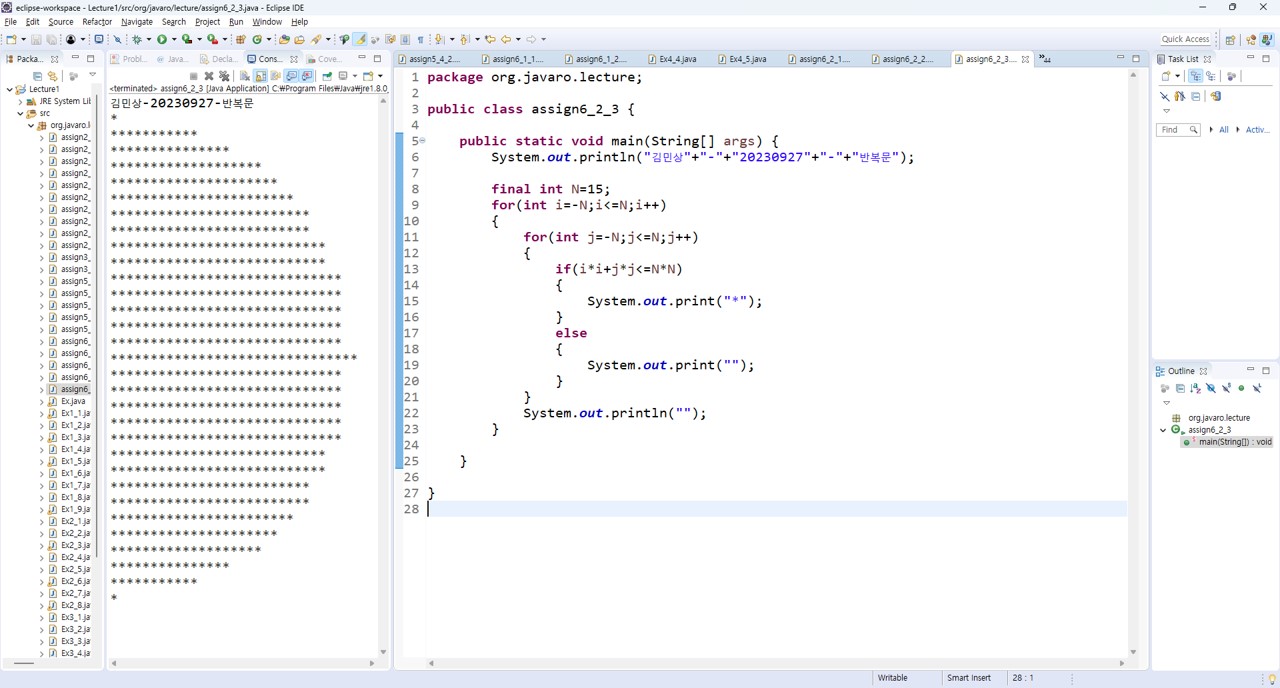 eclipse-workspace - Lecture1/src/org/javaro/lecture/assign6_2_3.java - Eclipse IDE
File Edit Source Refactor Navigate Search Project Run Window Help
Quick Access
Packa...
Lecture1
JRE System Lib
src
org.javaro.l
assign2_
assign2_
assign2_
assign2_
assign2_
assign2_
assign2_
assign2_
assign2_
assign2_
assign3_
assign3_
assign5_
assign5_
assign5_
assign5_
assign5_
assign6_
assign6_
assign6_
assign6_
assign6_
Ex.java
Ex1_1.ja
Ex1_2.ja
Ex1_3.ja
Ex1_4.ja
Ex1_5.ja
Ex1_6.ja
Ex1_7.ja
Ex1_8.ja
Ex1_9.ja
Ex2_1.ja
Ex2_2.ja
Ex2_3.ja
Ex2_4.ja
Ex2_5.ja
Ex2_6.ja
Ex2_7.ja
Ex2_8.ja
Ex3_1.ja
Ex3_2.ja
Ex3_3.ja
Ex3_4.ja
Probl... Java... Decla... Cons... Cove...
<terminated> assign6_2_3 [Java Application] C:₩Program Files₩Java₩jre1.8.0_
김민상-20230927-반복문
*
***********
***************
*******************
*********************
***********************
*************************
*************************
***************************
***************************
*****************************
*****************************
*****************************
*****************************
*****************************
*******************************
*****************************
*****************************
*****************************
*****************************
*****************************
***************************
***************************
*************************
*************************
***********************
*********************
*******************
***************
***********
*
assign5_4_2.... assign6_1_1.... assign6_1_2.... Ex4_4.java Ex4_5.java assign6_2_1.... assign6_2_2.... assign6_2_3....
1 package org.javaro.lecture;
2
3 public class assign6_2_3 {
4
5     public static void main(String[] args) {
6         System.out.println("김민상"+"-"+"20230927"+"-"+"반복문");
7
8         final int N=15;
9         for(int i=-N;i<=N;i++)
10         {
11             for(int j=-N;j<=N;j++)
12             {
13                 if(i*i+j*j<=N*N)
14                 {
15                     System.out.print("*");
16                 }
17                 else
18                 {
19                     System.out.print("");
20                 }
21             }
22             System.out.println("");
23         }
24
25     }
26
27 }
28
Task List
Find All Activ...
Outline
org.javaro.lecture
assign6_2_3
main(String[]) : void
Writable Smart Insert 28 : 1